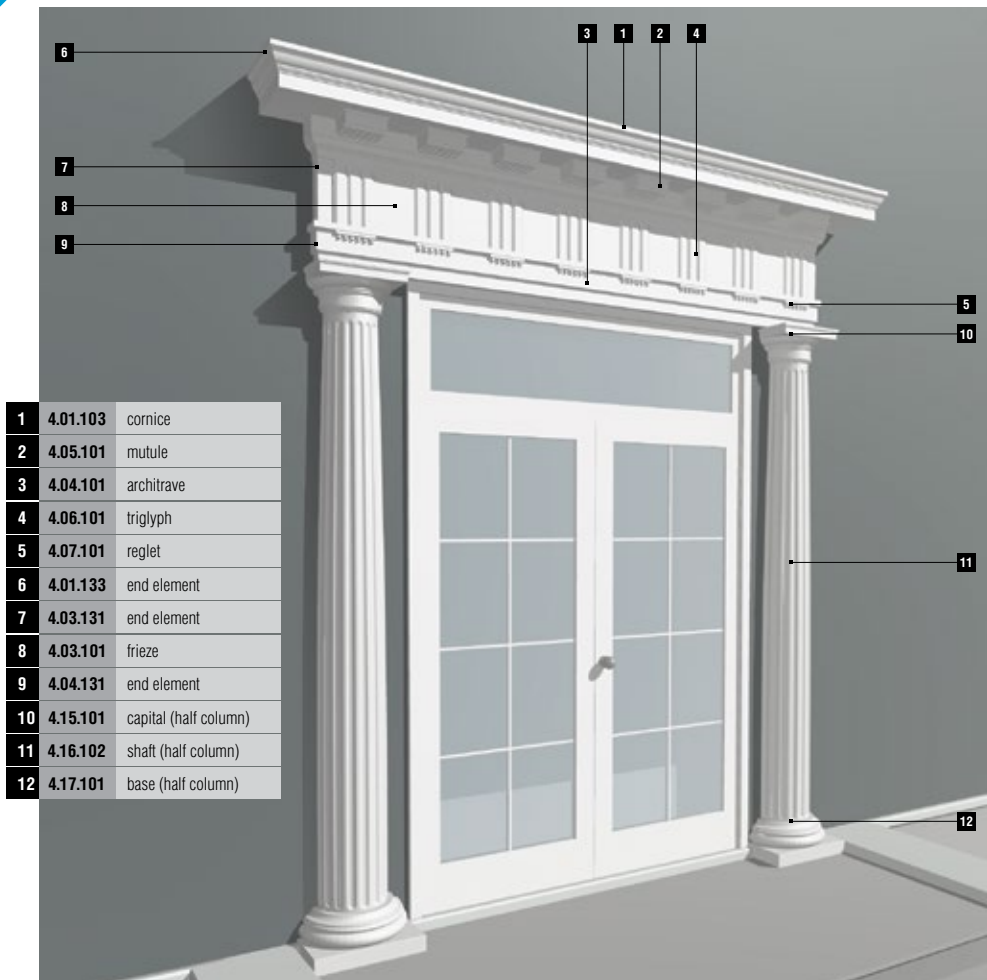 6
3
1
2
4
7
8
9
5
10
1 4.01.103 cornice
2 4.05.101 mutule
3 4.04.101 architrave
4 4.06.101 triglyph
5 4.07.101 reglet
6 4.01.133 end element
7 4.03.131 end element
8 4.03.101 frieze
9 4.04.131 end element
10 4.15.101 capital (half column)
11 4.16.102 shaft (half column)
12 4.17.101 base (half column)
11
12